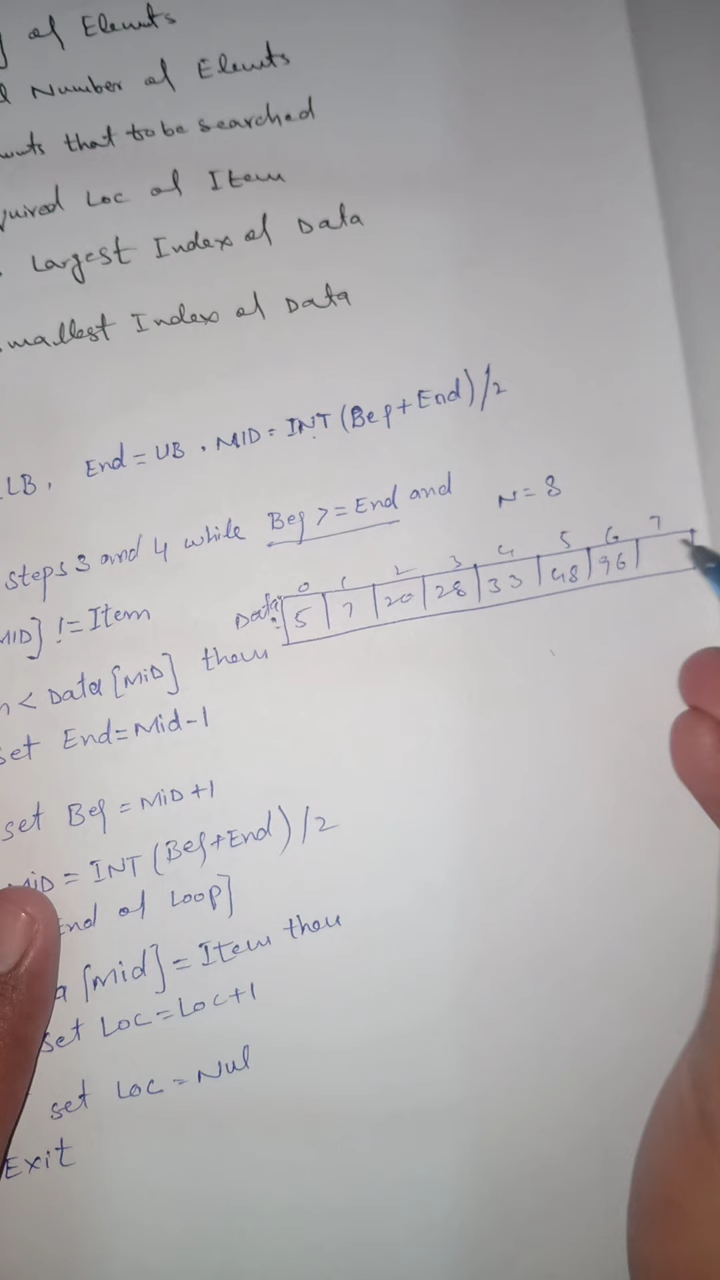 of Elemts
Number of Elemts
that to be searched
Loc of Item
Largest Index of Data
mallest Index of Data
LB, End = UB . MID = INT (Beg + End)/2
steps 3 and 4 while Beg >= End and
N = 8
MID] != Item
0 1 2 3 4 5 6 7
Data: 5 7 20 28 33 48 96
< Data [MID] then
set End = Mid-1
set Beg = MID +1
MID = INT (Beg + End) /2
End of Loop]
[Mid] = Item then
set Loc = Loc+1
set Loc = Nul
Exit